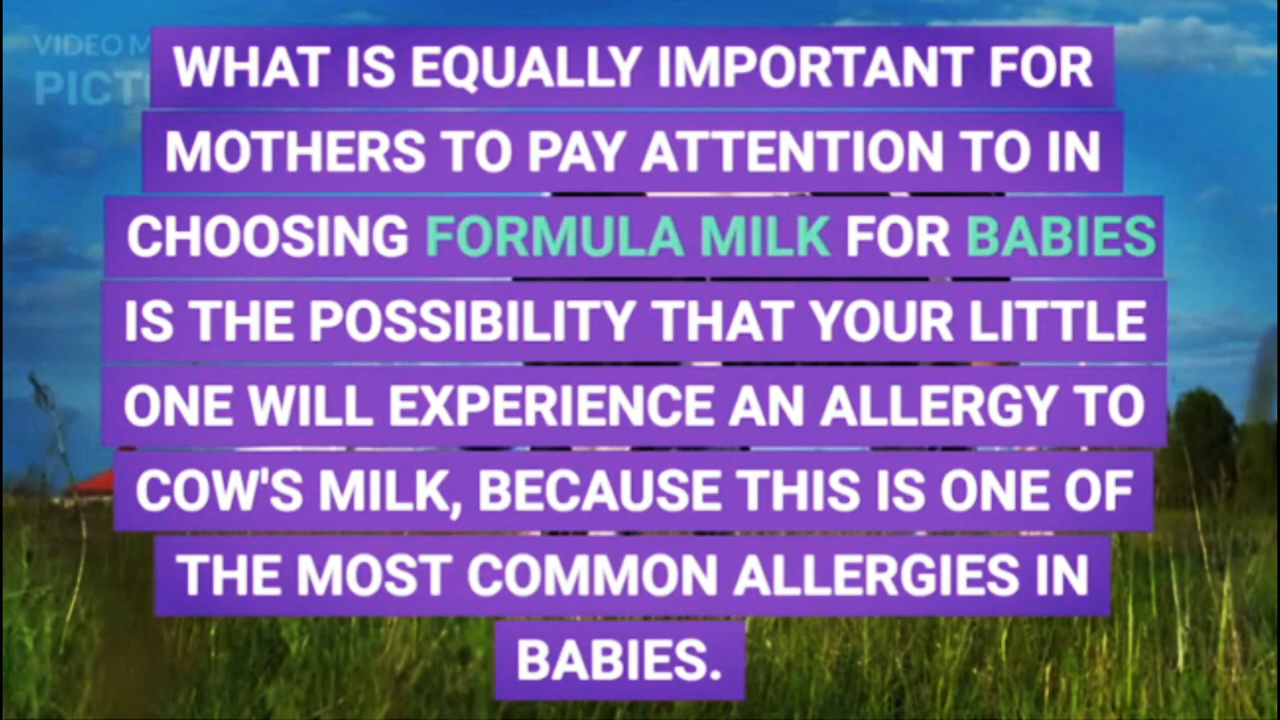 VIDEO M
PICT
WHAT IS EQUALLY IMPORTANT FOR
MOTHERS TO PAY ATTENTION TO IN
CHOOSING FORMULA MILK FOR BABIES
IS THE POSSIBILITY THAT YOUR LITTLE
ONE WILL EXPERIENCE AN ALLERGY TO
COW'S MILK, BECAUSE THIS IS ONE OF
THE MOST COMMON ALLERGIES IN
BABIES.